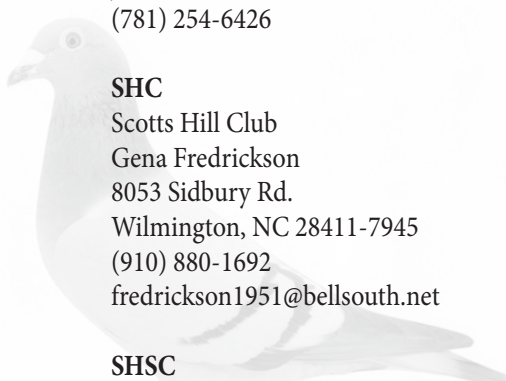 (781) 254-6426
SHC
Scotts Hill Club
Gena Fredrickson
8053 Sidbury Rd.
Wilmington, NC 28411-7945
(910) 880-1692
fredrickson1951@bellsouth.net
SHSC